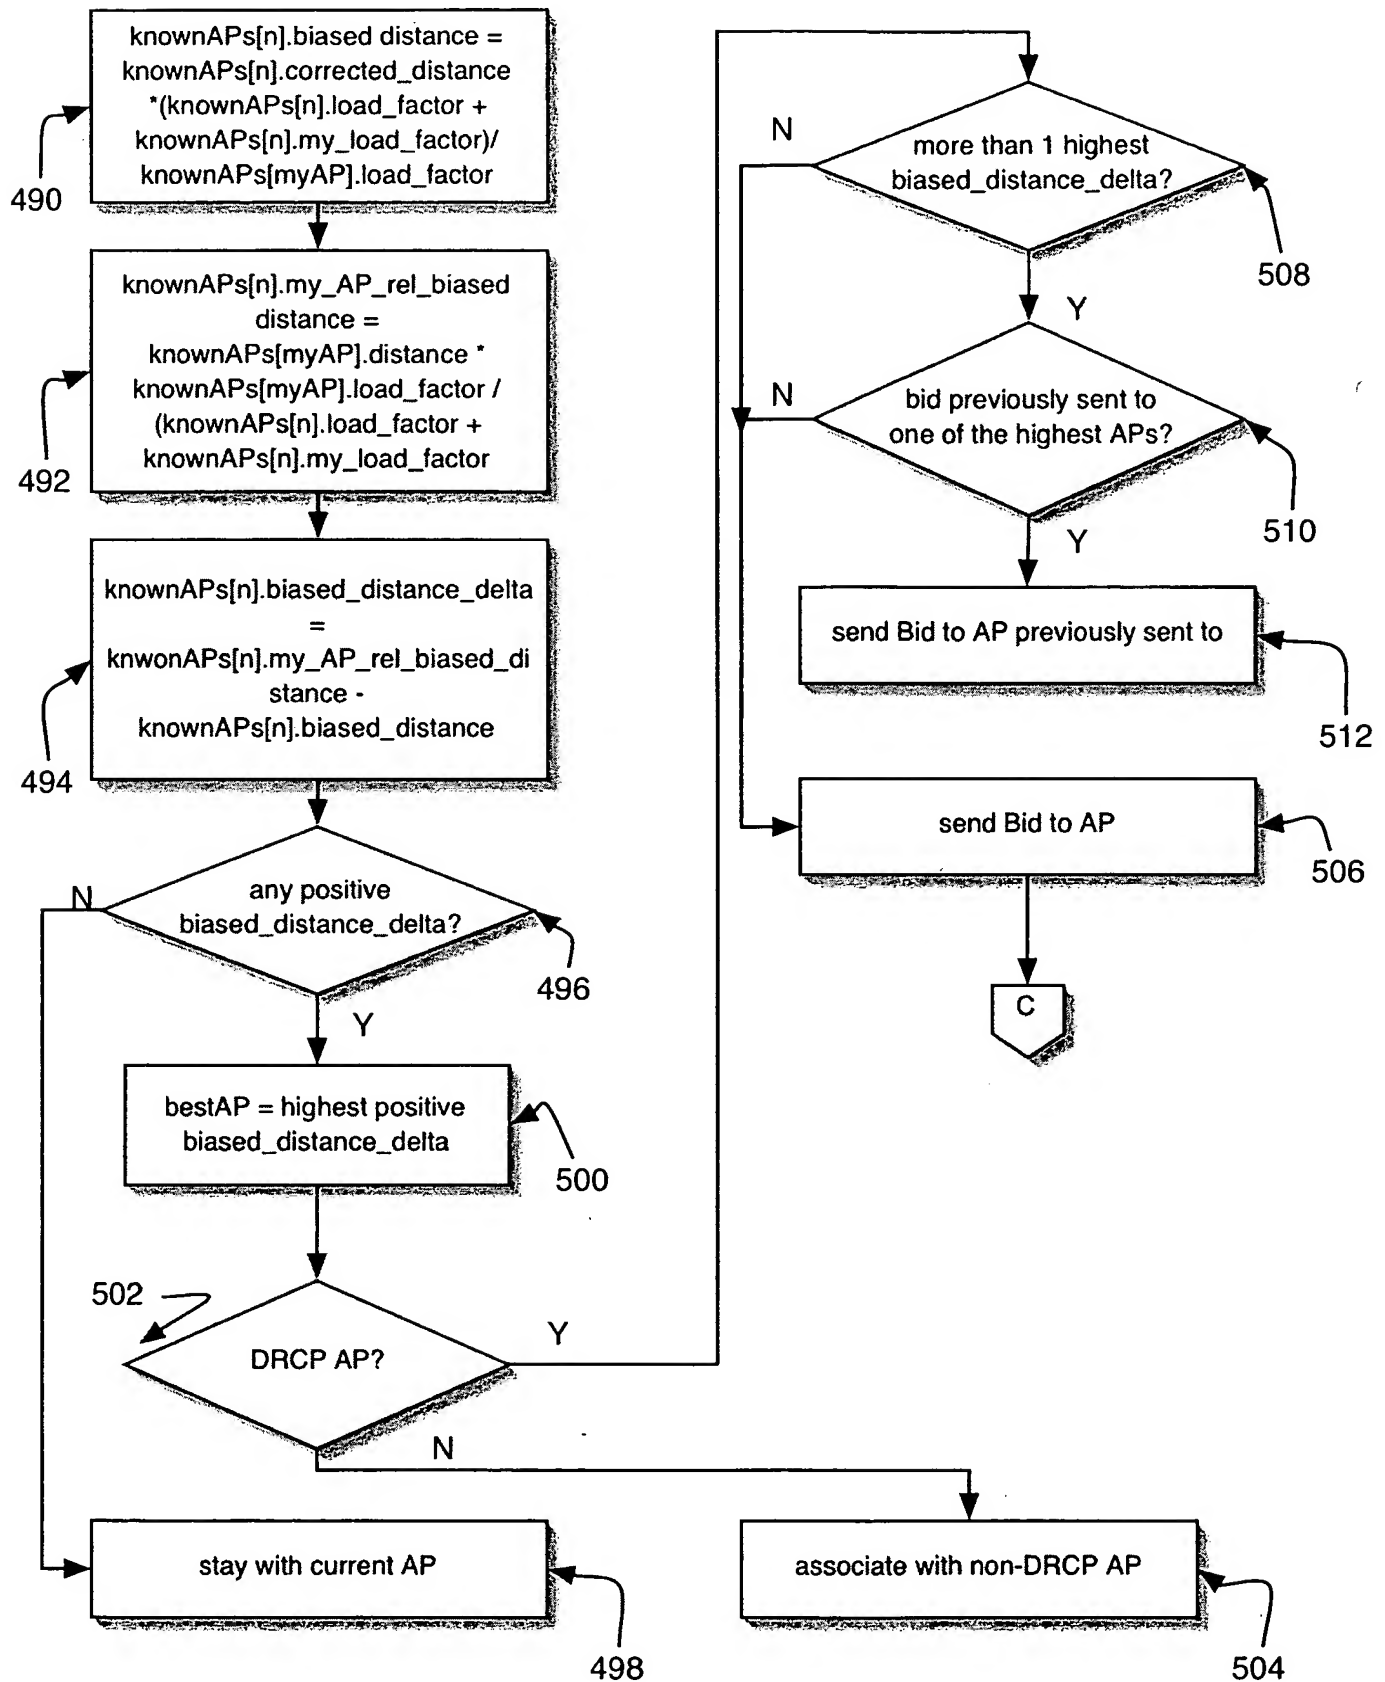 knownAPs[n].biased distance =
knownAPs[n].corrected_distance
*(knownAPs[n].load_factor +
knownAPs[n].my_load_factor)/
knownAPs[myAP].load_factor
490
knownAPs[n].my_AP_rel_biased
distance =
knownAPs[myAP].distance *
knownAPs[myAP].load_factor /
(knownAPs[n].load_factor +
knownAPs[n].my_load_factor
492
knownAPs[n].biased_distance_delta
=
knwonAPs[n].my_AP_rel_biased_di
stance -
knownAPs[n].biased_distance
494
any positive
biased_distance_delta?
N
496
Y
bestAP = highest positive
biased_distance_delta
500
502
DRCP AP?
Y
N
stay with current AP
498
associate with non-DRCP AP
504
more than 1 highest
biased_distance_delta?
N
508
Y
bid previously sent to
one of the highest APs?
N
510
Y
send Bid to AP previously sent to
512
send Bid to AP
506
C